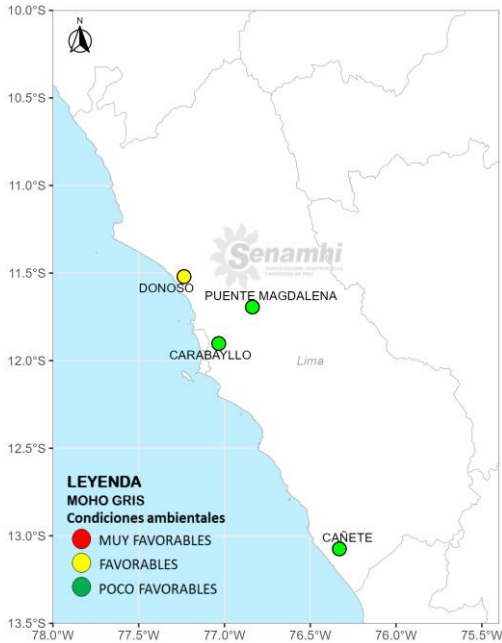 10.0°S
N
10.5°S
11.0°S
Senamhi
11.5°S
DONOSO
PUENTE MAGDALENA
CARABAYLLO
Lima
12.0°S
12.5°S
LEYENDA
MOHO GRIS
Condiciones ambientales
MUY FAVORABLES
FAVORABLES
POCO FAVORABLES
13.0°S
CAÑETE
13.5°S
78.0°W
77.5°W
77.0°W
76.5°W
76.0°W
75.5°W